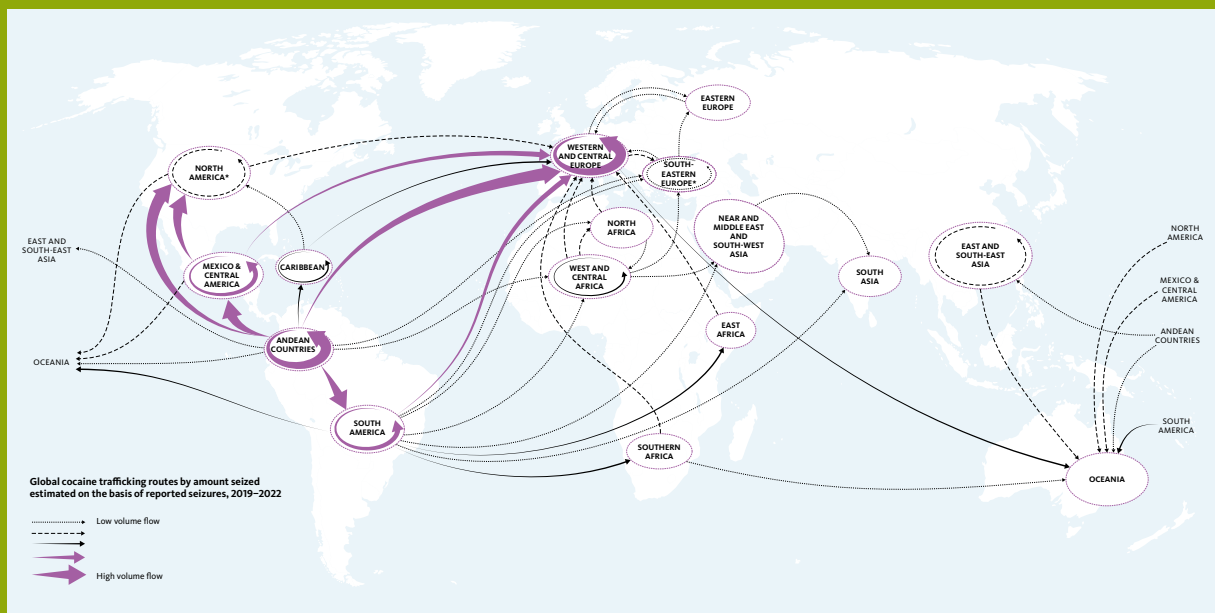 EASTERN
EUROPE
WESTERN
AND CENTRAL
EUROPE
SOUTH-
EASTERN
EUROPE*
NORTH
AMERICA*
NORTH
AFRICA
NEAR AND
MIDDLE EAST
AND
SOUTH-WEST
ASIA
EAST AND
SOUTH-EAST
ASIA
NORTH
AMERICA
EAST AND
SOUTH-EAST
ASIA
MEXICO &
CENTRAL
AMERICA
CARIBBEAN
WEST AND
CENTRAL
AFRICA
SOUTH
ASIA
MEXICO &
CENTRAL
AMERICA
EAST
AFRICA
ANDEAN
COUNTRIES
ANDEAN
COUNTRIES
OCEANIA
SOUTH
AMERICA
SOUTHERN
AFRICA
SOUTH
AMERICA
OCEANIA
Global cocaine trafficking routes by amount seized
estimated on the basis of reported seizures, 2019–2022
Low volume flow
High volume flow